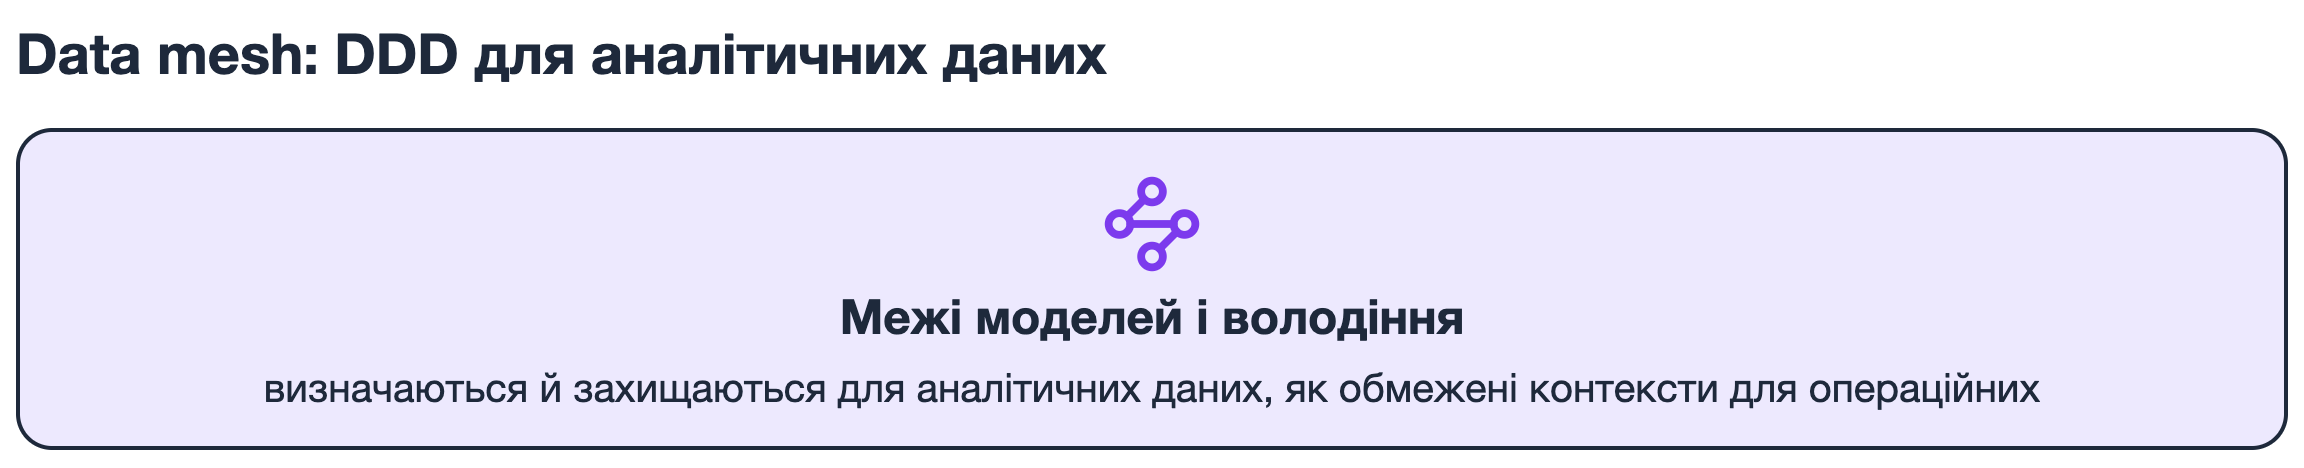 Data mesh: DDD для аналітичних даних
Межі моделей і володіння
визначаються й захищаються для аналітичних даних, як обмежені контексти для операційних